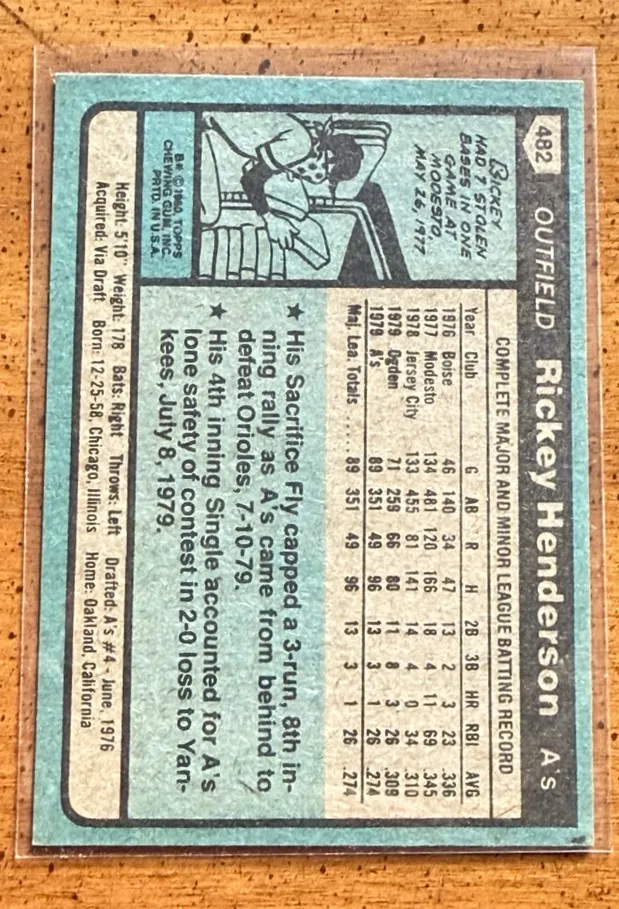 482 OUTFIELD Rickey Henderson A's
RICKEY
HAD 7 STOLEN
BASES IN ONE
GAME AT
MODESTO,
MAY 26, 1977.
B★ © 1980 TOPPS
CHEWING GUM, INC.
PRTD. IN U.S.A.
COMPLETE MAJOR AND MINOR LEAGUE BATTING RECORD
Year Club G AB R H 2B 3B HR RBI AVG
1976 Boise 46 140 34 47 13 2 3 23 .336
1977 Modesto 134 481 120 166 18 4 11 69 .345
1978 Jersey City 133 455 81 141 14 4 0 34 .310
1979 Ogden 71 259 66 80 11 8 3 26 .309
1979 A's 89 351 49 96 13 3 1 26 .274
Maj. Lea. Totals ..... 89 351 49 96 13 3 1 26 .274
★ His Sacrifice Fly capped a 3-run, 8th in-
ning rally as A's came from behind to
defeat Orioles, 7-10-79.
★ His 4th inning Single accounted for A's
lone safety of contest in 2-0 loss to Yan-
kees, July 8, 1979.
Height: 5'10" Weight: 178 Bats: Right Throws: Left Drafted: A's #4 - June, 1976
Acquired: Via Draft Born: 12-25-58, Chicago, Illinois Home: Oakland, California